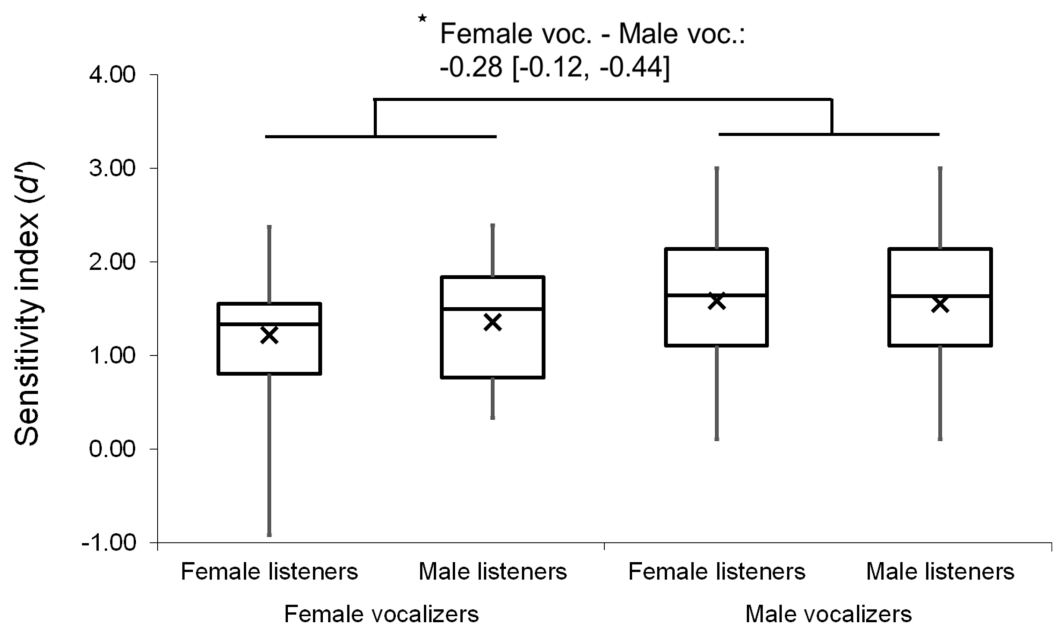 * Female voc. - Male voc.:
-0.28 [-0.12, -0.44]
4.00
3.00
2.00
1.00
0.00
-1.00
Sensitivity index (d')
Female listeners Male listeners Female listeners Male listeners
Female vocalizers Male vocalizers